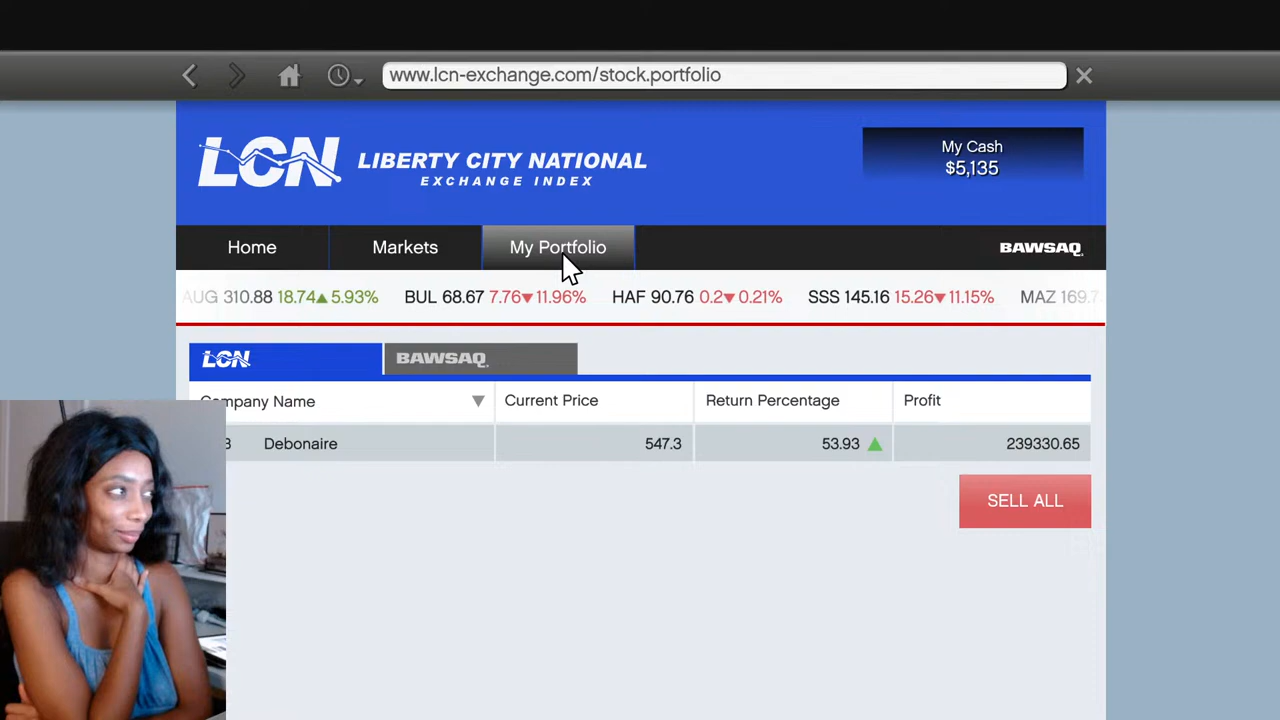 www.lcn-exchange.com/stock.portfolio
LCN LIBERTY CITY NATIONAL
EXCHANGE INDEX
My Cash
$5,135
Home Markets My Portfolio BAWSAQ
AUG 310.88 18.74▲5.93% BUL 68.67 7.76▼11.96% HAF 90.76 0.2▼0.21% SSS 145.16 15.26▼11.15% MAZ 169.7
LCN BAWSAQ
Company Name Current Price Return Percentage Profit
Debonaire 547.3 53.93 239330.65
SELL ALL